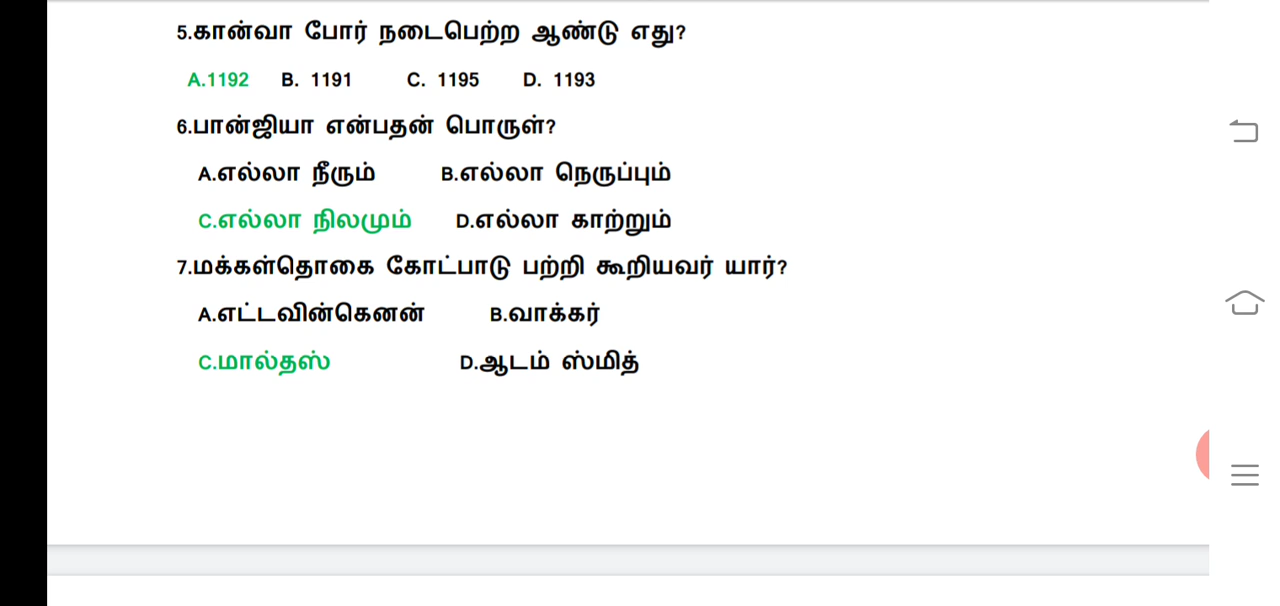 5.கான்வா போர் நடைபெற்ற ஆண்டு எது?
A.1192 B. 1191 C. 1195 D. 1193
6.பான்ஜியா என்பதன் பொருள்?
A.எல்லா நீரும் B.எல்லா நெருப்பும்
C.எல்லா நிலமும் D.எல்லா காற்றும்
7.மக்கள்தொகை கோட்பாடு பற்றி கூறியவர் யார்?
A.எட்டவின்கெனன் B.வாக்கர்
C.மால்தஸ் D.ஆடம் ஸ்மித்